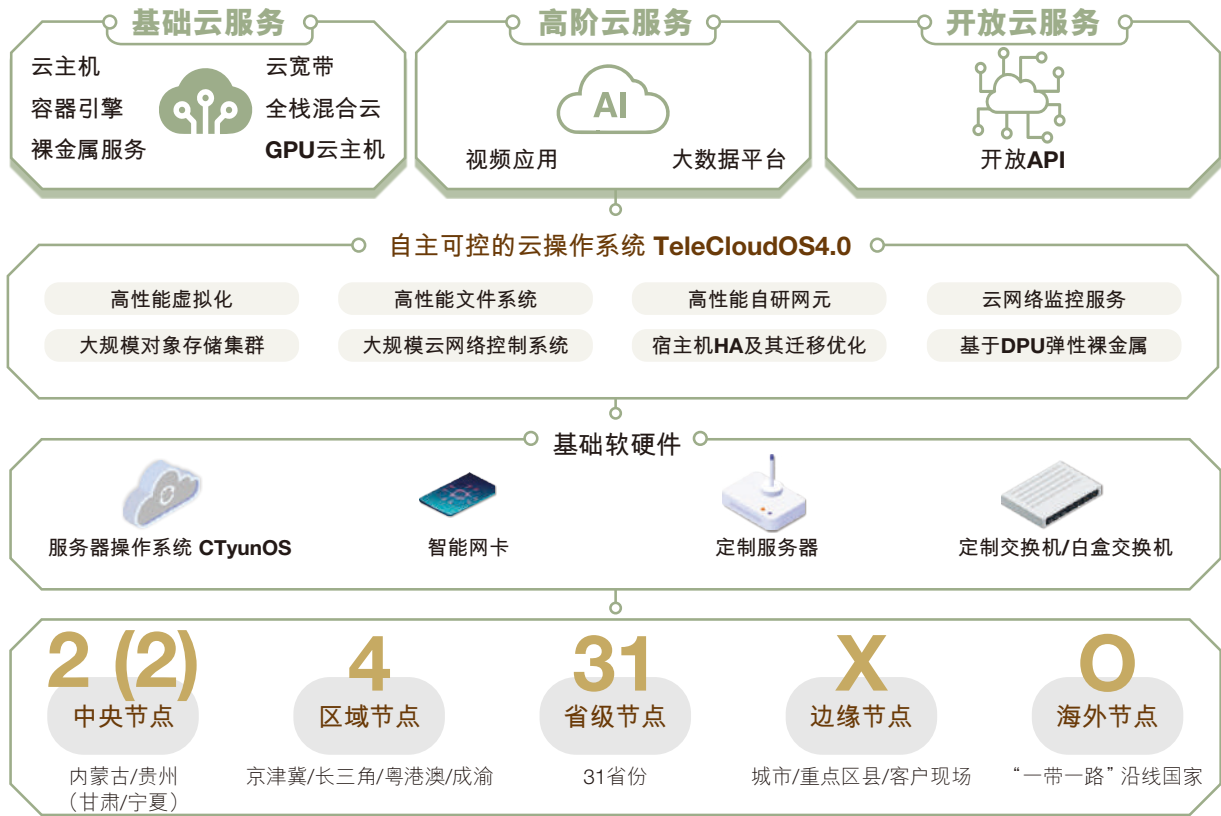 基础云服务
云主机
云宽带
容器引擎
全栈混合云
裸金属服务
GPU云主机
高阶云服务
AI
视频应用
大数据平台
开放云服务
开放API
自主可控的云操作系统 TeleCloudOS4.0
高性能虚拟化
高性能文件系统
高性能自研网元
云网络监控服务
大规模对象存储集群
大规模云网络控制系统
宿主机HA及其迁移优化
基于DPU弹性裸金属
基础软硬件
服务器操作系统 CTyunOS
智能网卡
定制服务器
定制交换机/白盒交换机
2 (2)
中央节点
内蒙古/贵州
（甘肃/宁夏）
4
区域节点
京津冀/长三角/粤港澳/成渝
31
省级节点
31省份
X
边缘节点
城市/重点区县/客户现场
O
海外节点
“一带一路”沿线国家